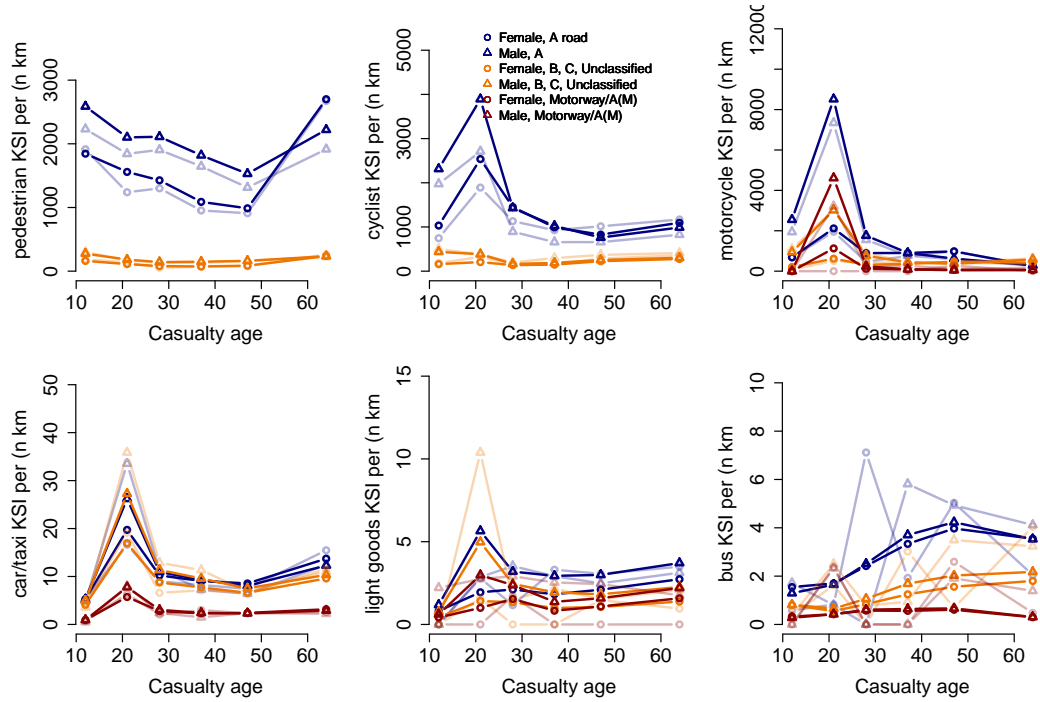 pedestrian KSI per (n km
0 1000 2000 3000
10 20 30 40 50 60
Casualty age
cyclist KSI per (n km
0 1000 3000 5000
10 20 30 40 50 60
Casualty age
Female, A road
Male, A
Female, B, C, Unclassified
Male, B, C, Unclassified
Female, Motorway/A(M)
Male, Motorway/A(M)
motorcycle KSI per (n km
0 4000 8000 12000
10 20 30 40 50 60
Casualty age
car/taxi KSI per (n km
0 10 20 30 40 50
10 20 30 40 50 60
Casualty age
light goods KSI per (n km
0 5 10 15
10 20 30 40 50 60
Casualty age
bus KSI per (n km
0 2 4 6 8 10
10 20 30 40 50 60
Casualty age